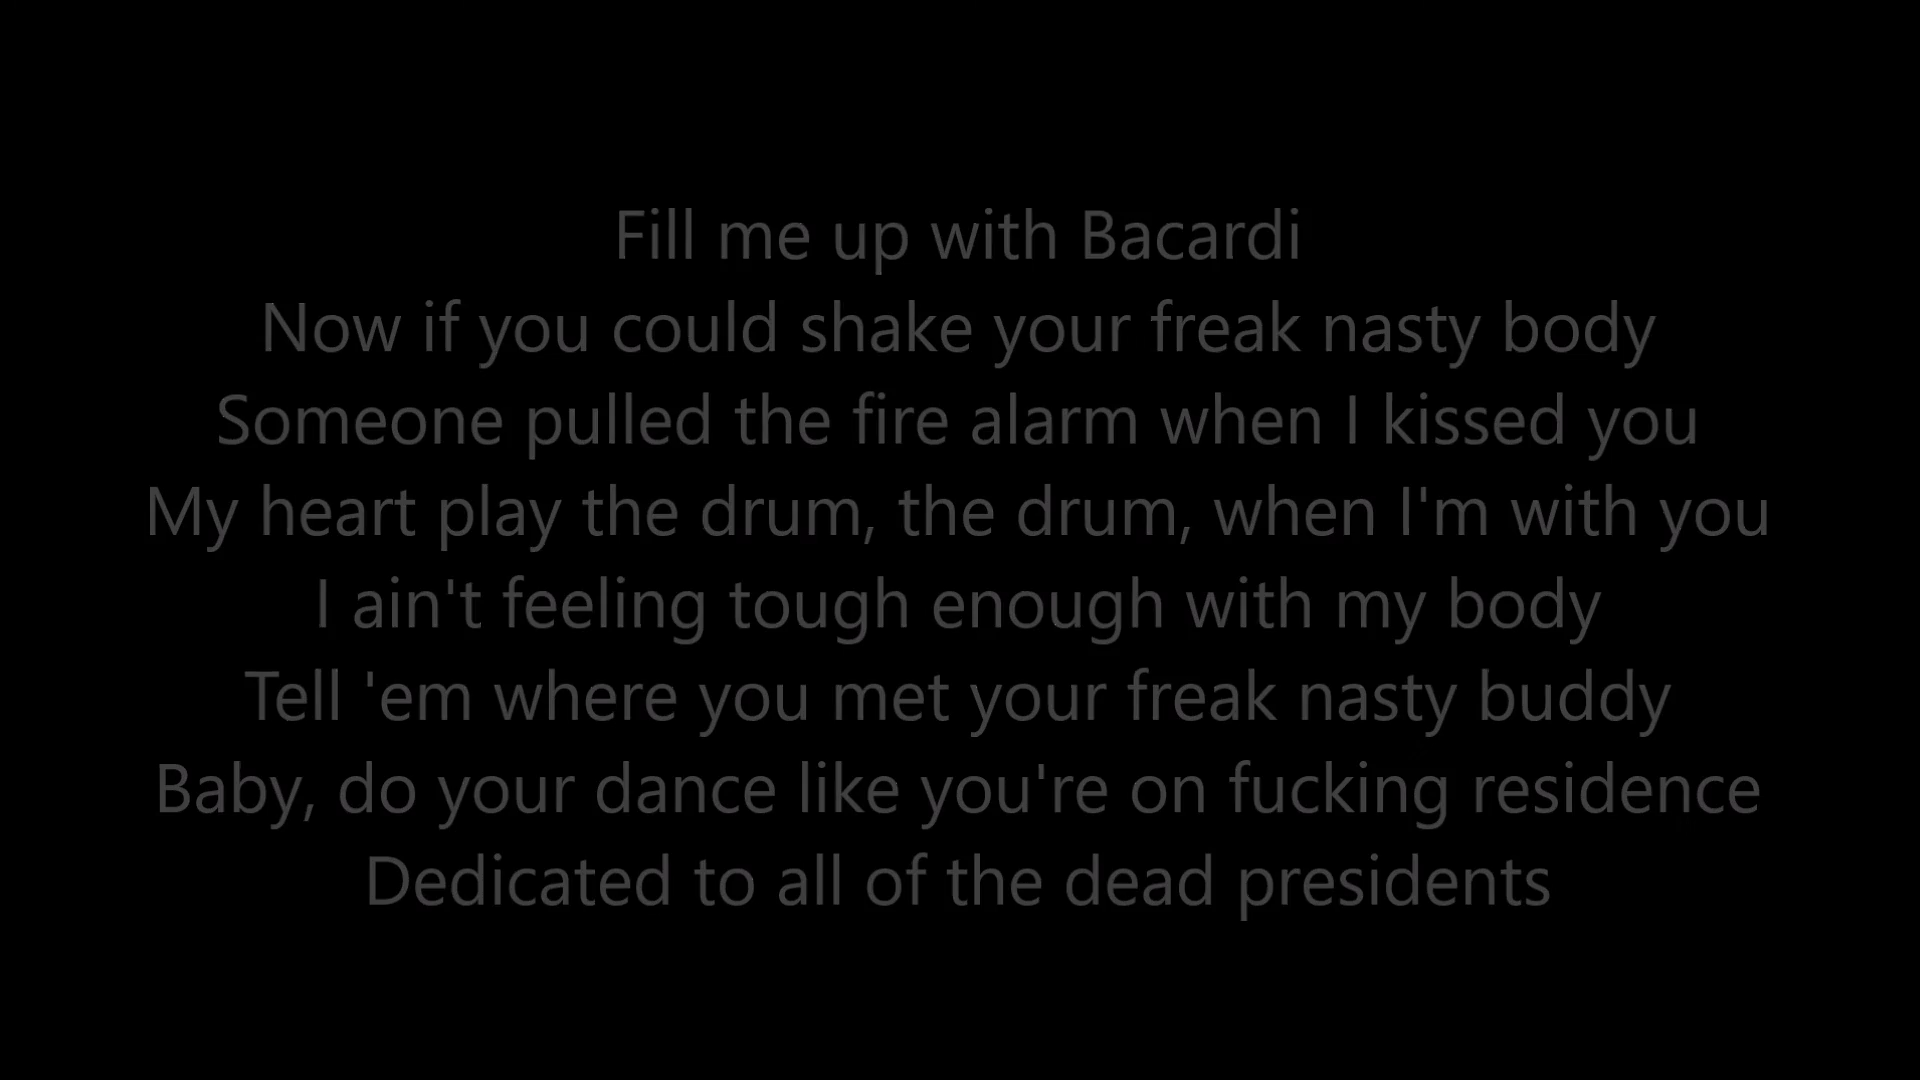 Fill me up with Bacardi
Now if you could shake your freak nasty body
Someone pulled the fire alarm when I kissed you
My heart play the drum, the drum, when I'm with you
I ain't feeling tough enough with my body
Tell 'em where you met your freak nasty buddy
Baby, do your dance like you're on fucking residence
Dedicated to all of the dead presidents